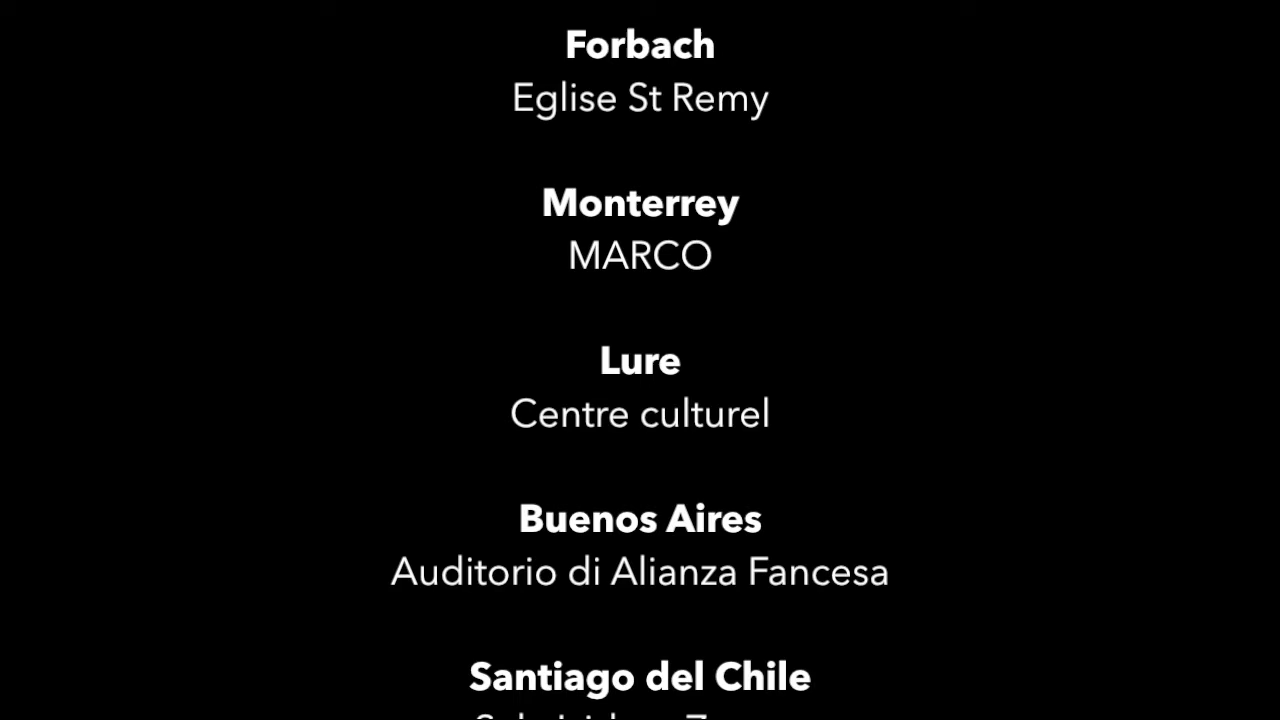 Forbach
Eglise St Remy
Monterrey
MARCO
Lure
Centre culturel
Buenos Aires
Auditorio di Alianza Fancesa
Santiago del Chile